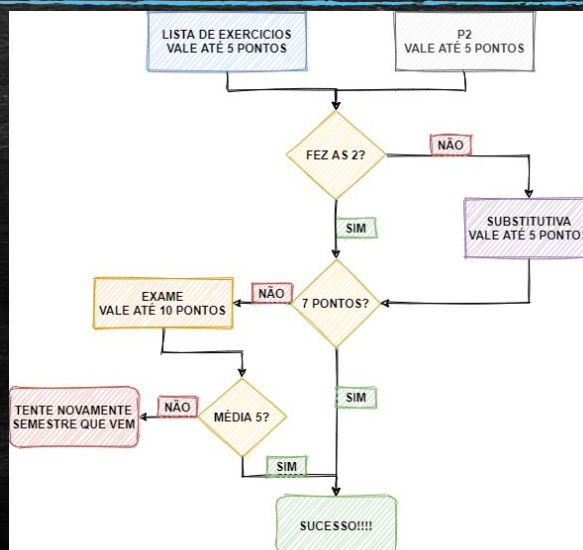 LISTA DE EXERCICIOS
VALE ATÉ 5 PONTOS
P2
VALE ATÉ 5 PONTOS
FEZ AS 2?
NÃO
SIM
SUBSTITUTIVA
VALE ATÉ 5 PONTO
7 PONTOS?
NÃO
EXAME
VALE ATÉ 10 PONTOS
SIM
MÉDIA 5?
NÃO
TENTE NOVAMENTE
SEMESTRE QUE VEM
SIM
SUCESSO!!!!